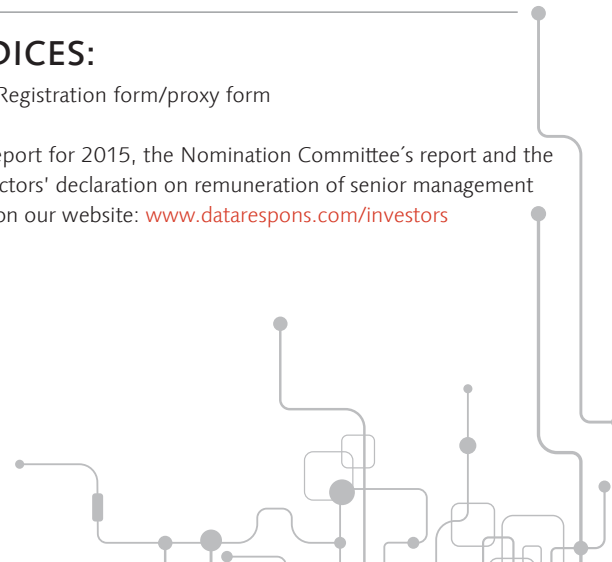 DICES:
Registration form/proxy form
eport for 2015, the Nomination Committee´s report and the
ctors' declaration on remuneration of senior management
on our website: www.datarespons.com/investors